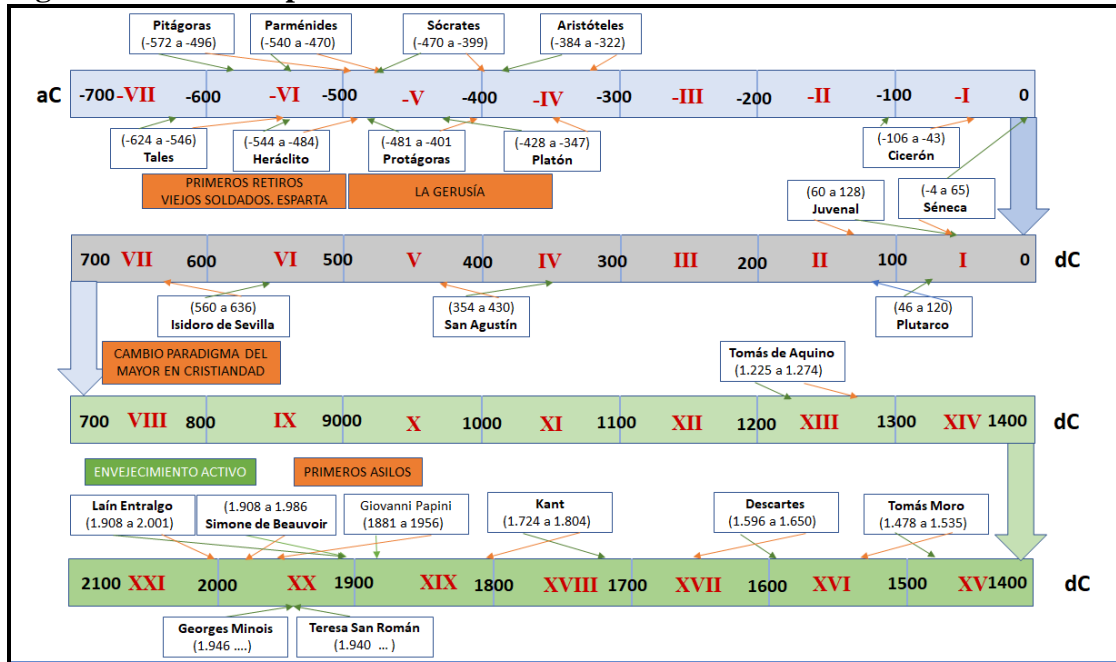 Pitágoras
(-572 a -496)
Parménides
(-540 a -470)
Sócrates
(-470 a -399)
Aristóteles
(-384 a -322)
aC -700 -VII -600 -VI -500 -V -400 -IV -300 -III -200 -II -100 -I 0
(-624 a -546)
Tales
(-544 a -484)
Heráclito
(-481 a -401
Protágoras
(-428 a -347)
Platón
(-106 a -43)
Cicerón
PRIMEROS RETIROS
VIEJOS SOLDADOS. ESPARTA
LA GERUSÍA
(60 a 128)
Juvenal
(-4 a 65)
Séneca
700 VII 600 VI 500 V 400 IV 300 III 200 II 100 I 0 dC
(560 a 636)
Isidoro de Sevilla
(354 a 430)
San Agustín
(46 a 120)
Plutarco
CAMBIO PARADIGMA DEL
MAYOR EN CRISTIANDAD
Tomás de Aquino
(1.225 a 1.274)
700 VIII 800 IX 9000 X 1000 XI 1100 XII 1200 XIII 1300 XIV 1400 dC
ENVEJECIMIENTO ACTIVO
PRIMEROS ASILOS
Laín Entralgo
(1.908 a 2.001)
(1.908 a 1.986
Simone de Beauvoir
Giovanni Papini
(1881 a 1956)
Kant
(1.724 a 1.804)
Descartes
(1.596 a 1.650)
Tomás Moro
(1.478 a 1.535)
2100 XXI 2000 XX 1900 XIX 1800 XVIII 1700 XVII 1600 XVI 1500 XV 1400 dC
Georges Minois
(1.946 ....)
Teresa San Román
(1.940 ... )